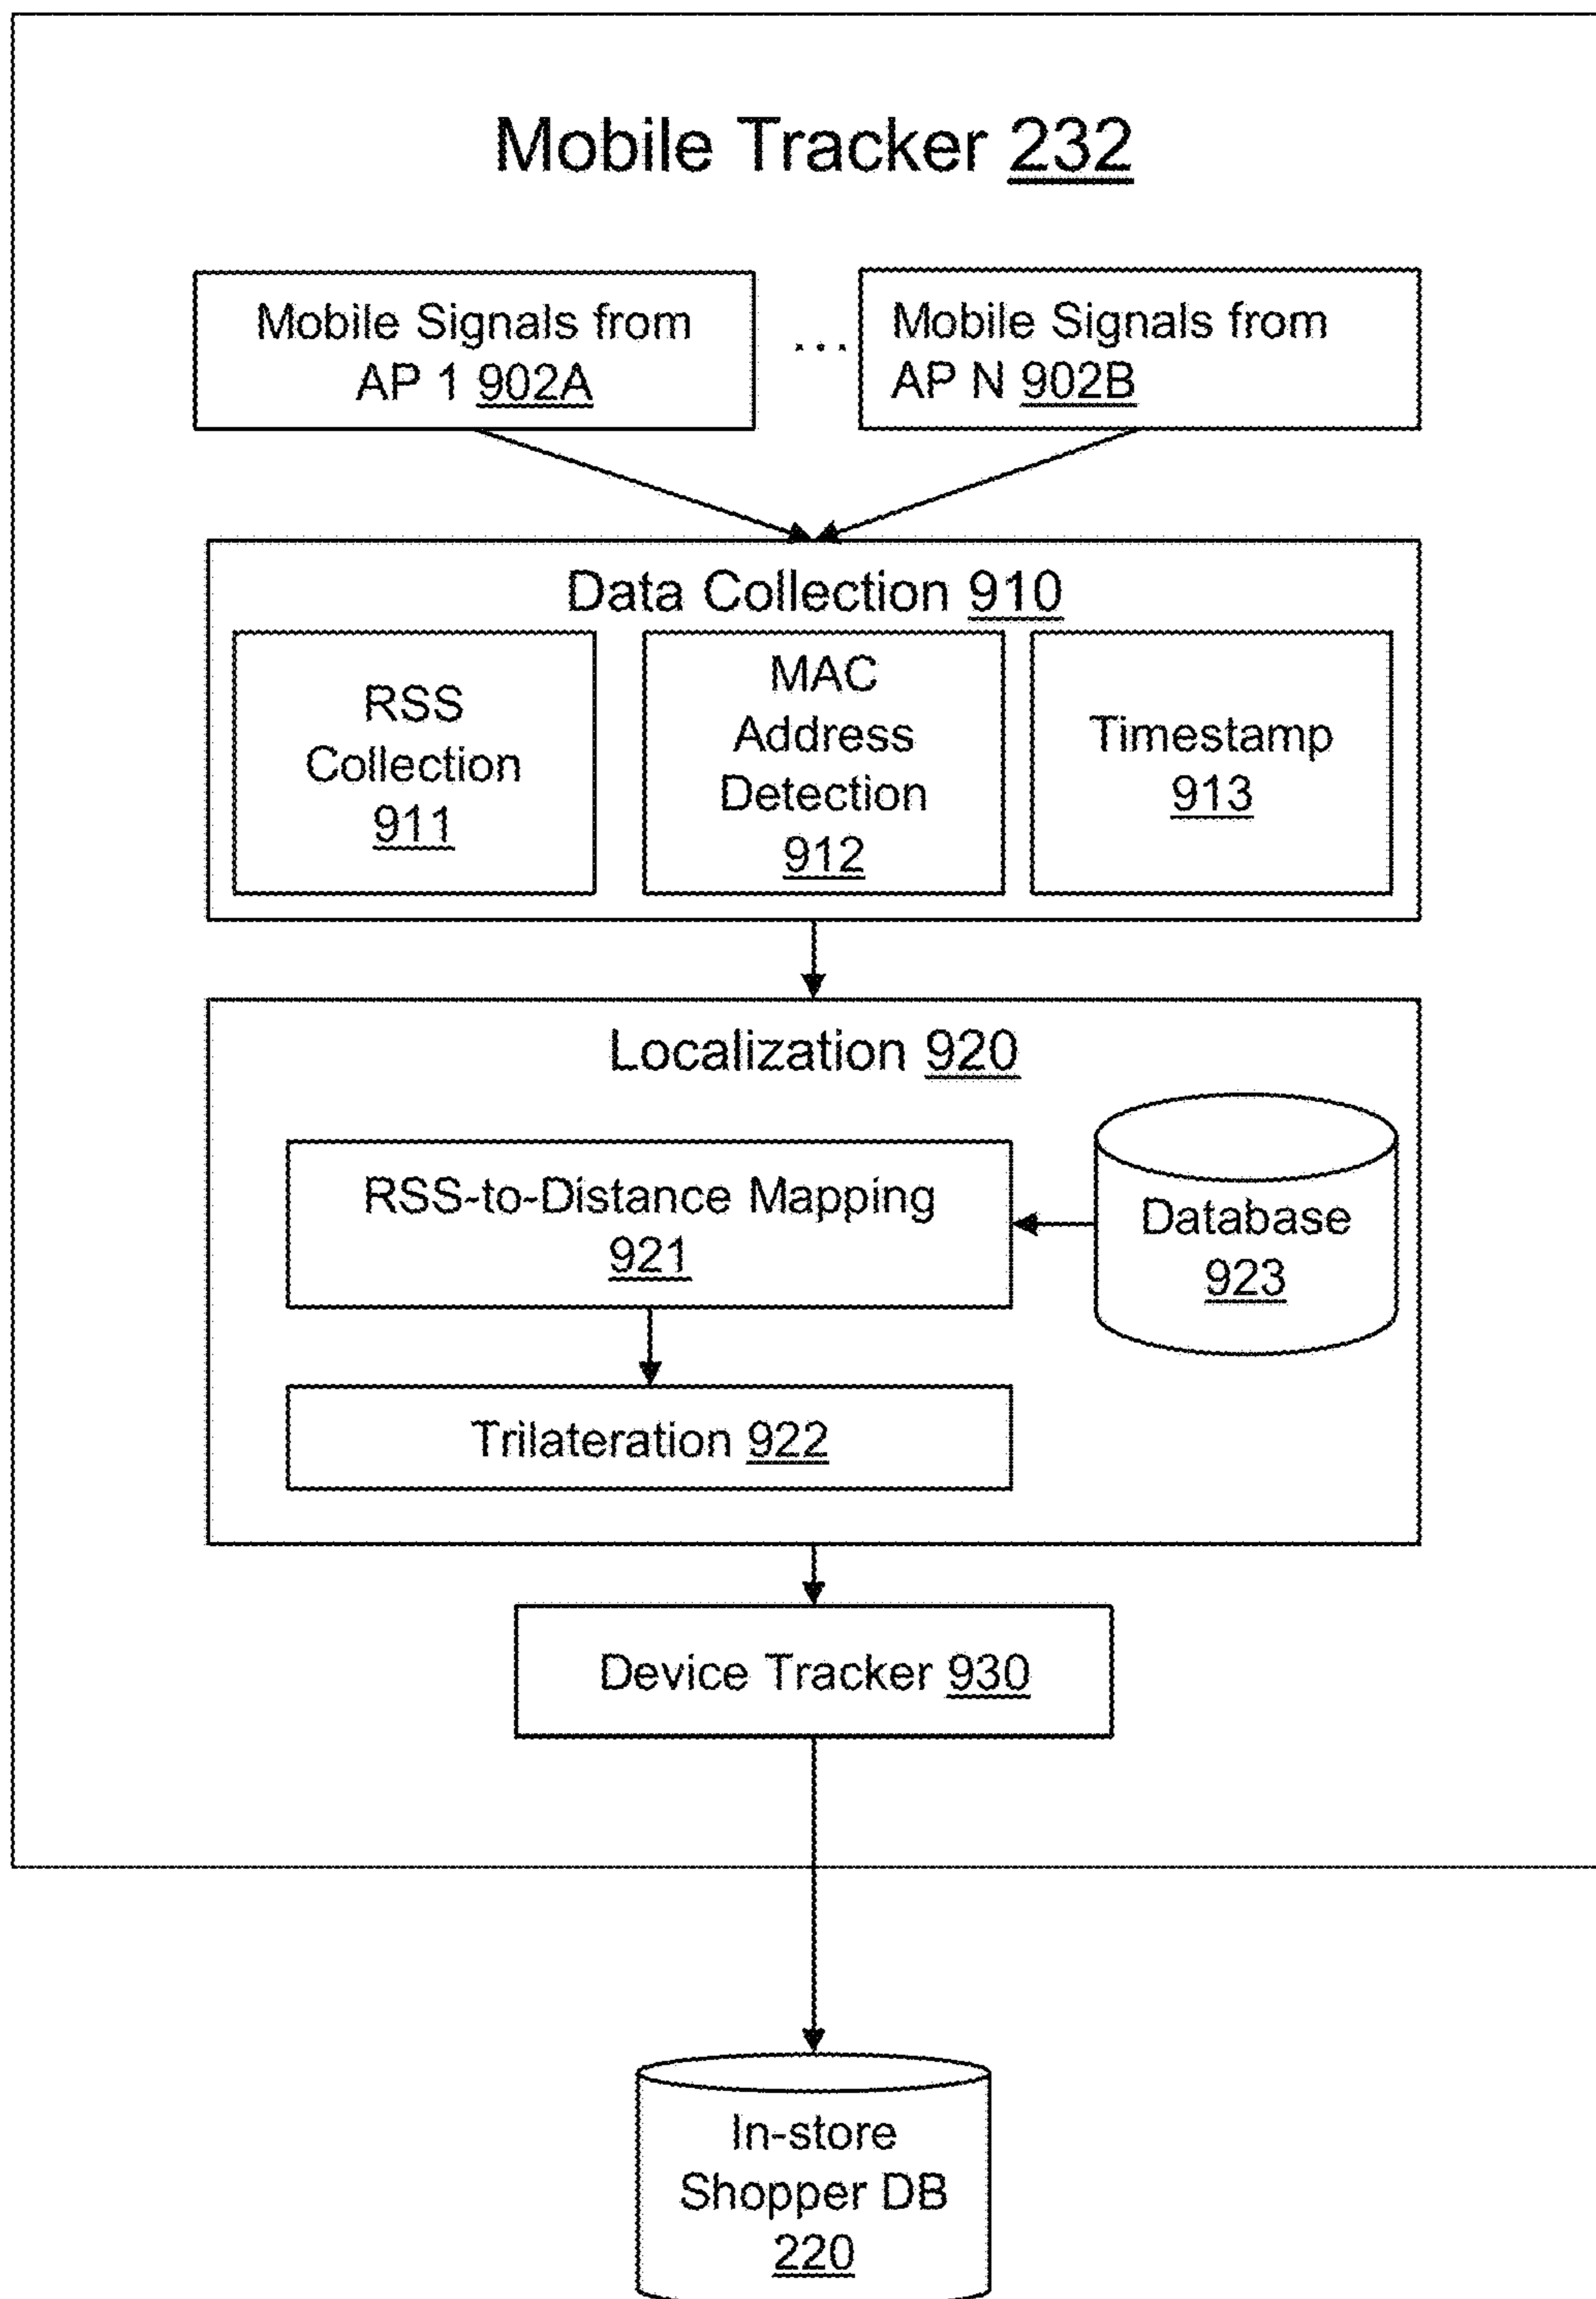 Mobile Tracker 232
Mobile Signals from
AP 1 902A
...
Mobile Signals from
AP N 902B
Data Collection 910
RSS
Collection
911
MAC
Address
Detection
912
Timestamp
913
Localization 920
RSS-to-Distance Mapping
921
Database
923
Trilateration 922
Device Tracker 930
In-store
Shopper DB
220